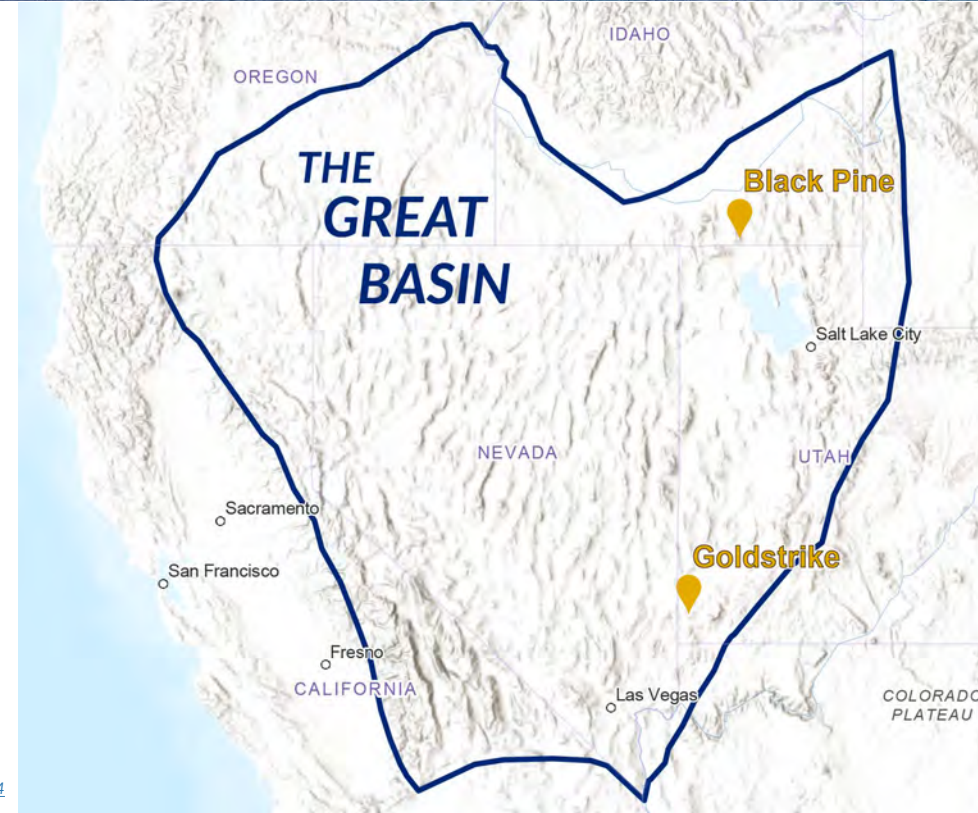 IDAHO
OREGON
THE
GREAT
BASIN
Black Pine
Salt Lake City
NEVADA
UTAH
Sacramento
Goldstrike
San Francisco
Fresno
CALIFORNIA
Las Vegas
COLORADO
PLATEAU
4